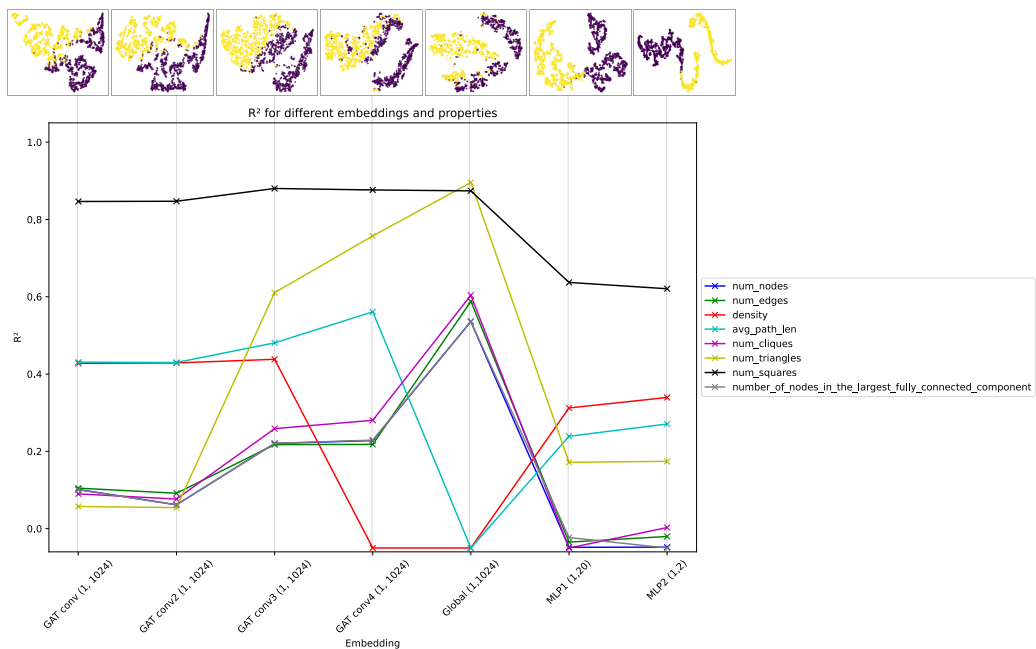 R² for different embeddings and properties
1.0
0.8
0.6
0.4
0.2
0.0
R²
GAT conv (1, 1024)
GAT conv2 (1, 1024)
GAT conv3 (1, 1024)
GAT conv4 (1, 1024)
Global (1,1024)
MLP1 (1,20)
MLP2 (1,2)
Embedding
num_nodes
num_edges
density
avg_path_len
num_cliques
num_triangles
num_squares
number_of_nodes_in_the_largest_fully_connected_component